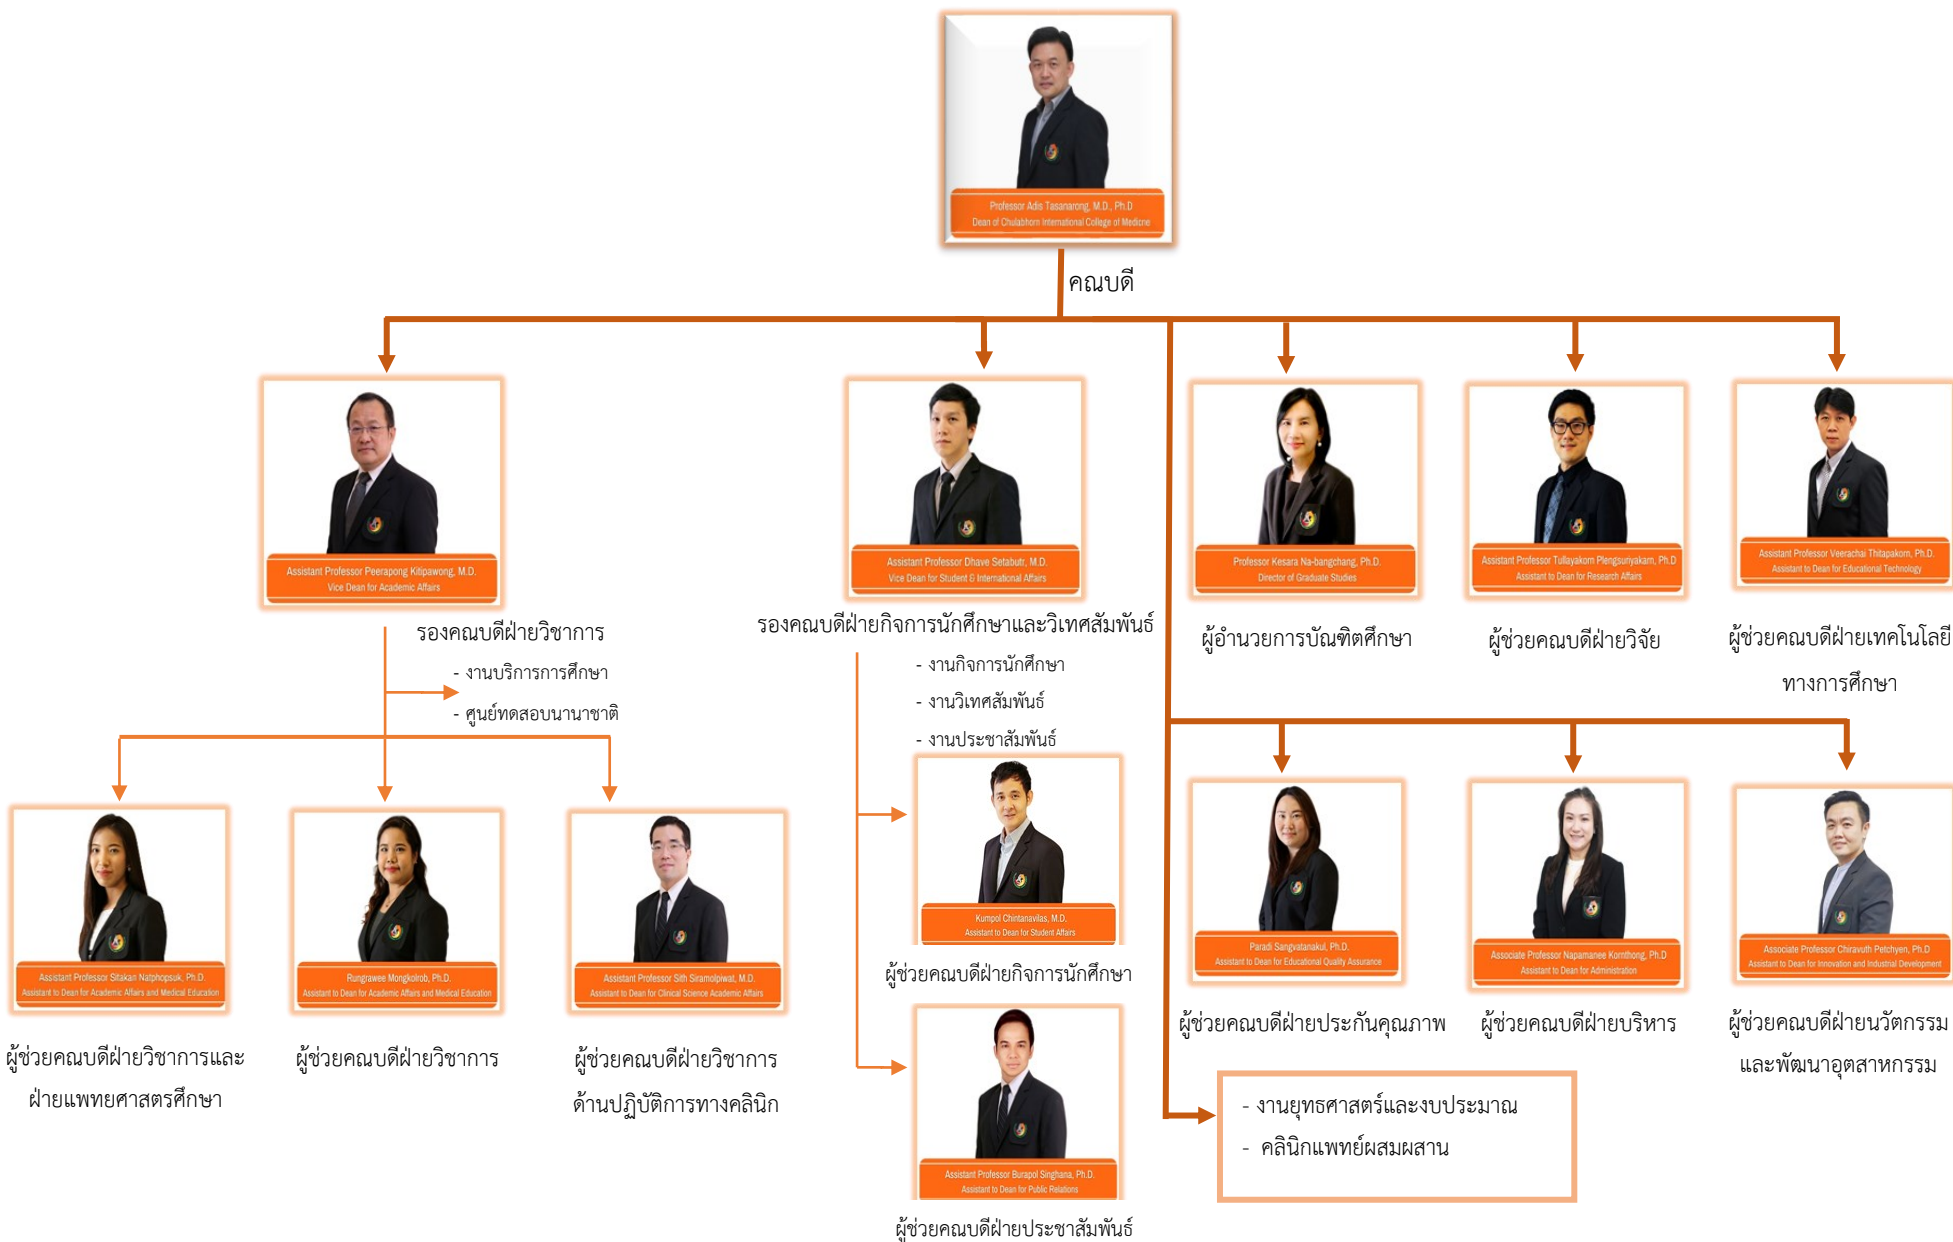 Professor Adis Tasanarong, M.D., Ph.D
Dean of Chulabhorn International College of Medicne
คณบดี
Assistant Professor Peerapong Kitipawong, M.D.
Vice Dean for Academic Affairs
รองคณบดีฝ่ายวิชาการ
- งานบริการการศึกษา
- ศูนย์ทดสอบนานาชาติ
Assistant Professor Dhave Setabutr, M.D.
Vice Dean for Student & International Affairs
รองคณบดีฝ่ายกิจการนักศึกษาและวิเทศสัมพันธ์
- งานกิจการนักศึกษา
- งานวิเทศสัมพันธ์
- งานประชาสัมพันธ์
Professor Kesara Na-bangchang, Ph.D.
Director of Graduate Studies
ผู้อำนวยการบัณฑิตศึกษา
Assistant Professor Tullayakorn Plengsuriyakarn, Ph.D
Assistant to Dean for Research Affairs
ผู้ช่วยคณบดีฝ่ายวิจัย
Assistant Professor Veerachai Thitapakorn, Ph.D.
Assistant to Dean for Educational Technology
ผู้ช่วยคณบดีฝ่ายเทคโนโลยี
ทางการศึกษา
Assistant Professor Sitakan Natphopsuk, Ph.D.
Assistant to Dean for Academic Affairs and Medical Education
ผู้ช่วยคณบดีฝ่ายวิชาการและ
ฝ่ายแพทยศาสตรศึกษา
Rungrawee Mongkolrob, Ph.D.
Assistant to Dean for Academic Affairs and Medical Education
ผู้ช่วยคณบดีฝ่ายวิชาการ
Assistant Professor Sith Siramolpiwat, M.D.
Assistant to Dean for Clinical Science Academic Affairs
ผู้ช่วยคณบดีฝ่ายวิชาการ
ด้านปฏิบัติการทางคลินิก
Kumpol Chintanavilas, M.D.
Assistant to Dean for Student Affairs
ผู้ช่วยคณบดีฝ่ายกิจการนักศึกษา
Assistant Professor Burapol Singhana, Ph.D.
Assistant to Dean for Public Relations
ผู้ช่วยคณบดีฝ่ายประชาสัมพันธ์
Paradi Sangvatanakul, Ph.D.
Assistant to Dean for Educational Quality Assurance
ผู้ช่วยคณบดีฝ่ายประกันคุณภาพ
Associate Professor Napamanee Kornthong, Ph.D
Assistant to Dean for Administration
ผู้ช่วยคณบดีฝ่ายบริหาร
Associate Professor Chiravuth Petchyen, Ph.D
Assistant to Dean for Innovation and Industrial Development
ผู้ช่วยคณบดีฝ่ายนวัตกรรม
และพัฒนาอุตสาหกรรม
- งานยุทธศาสตร์และงบประมาณ
- คลินิกแพทย์ผสมผสาน